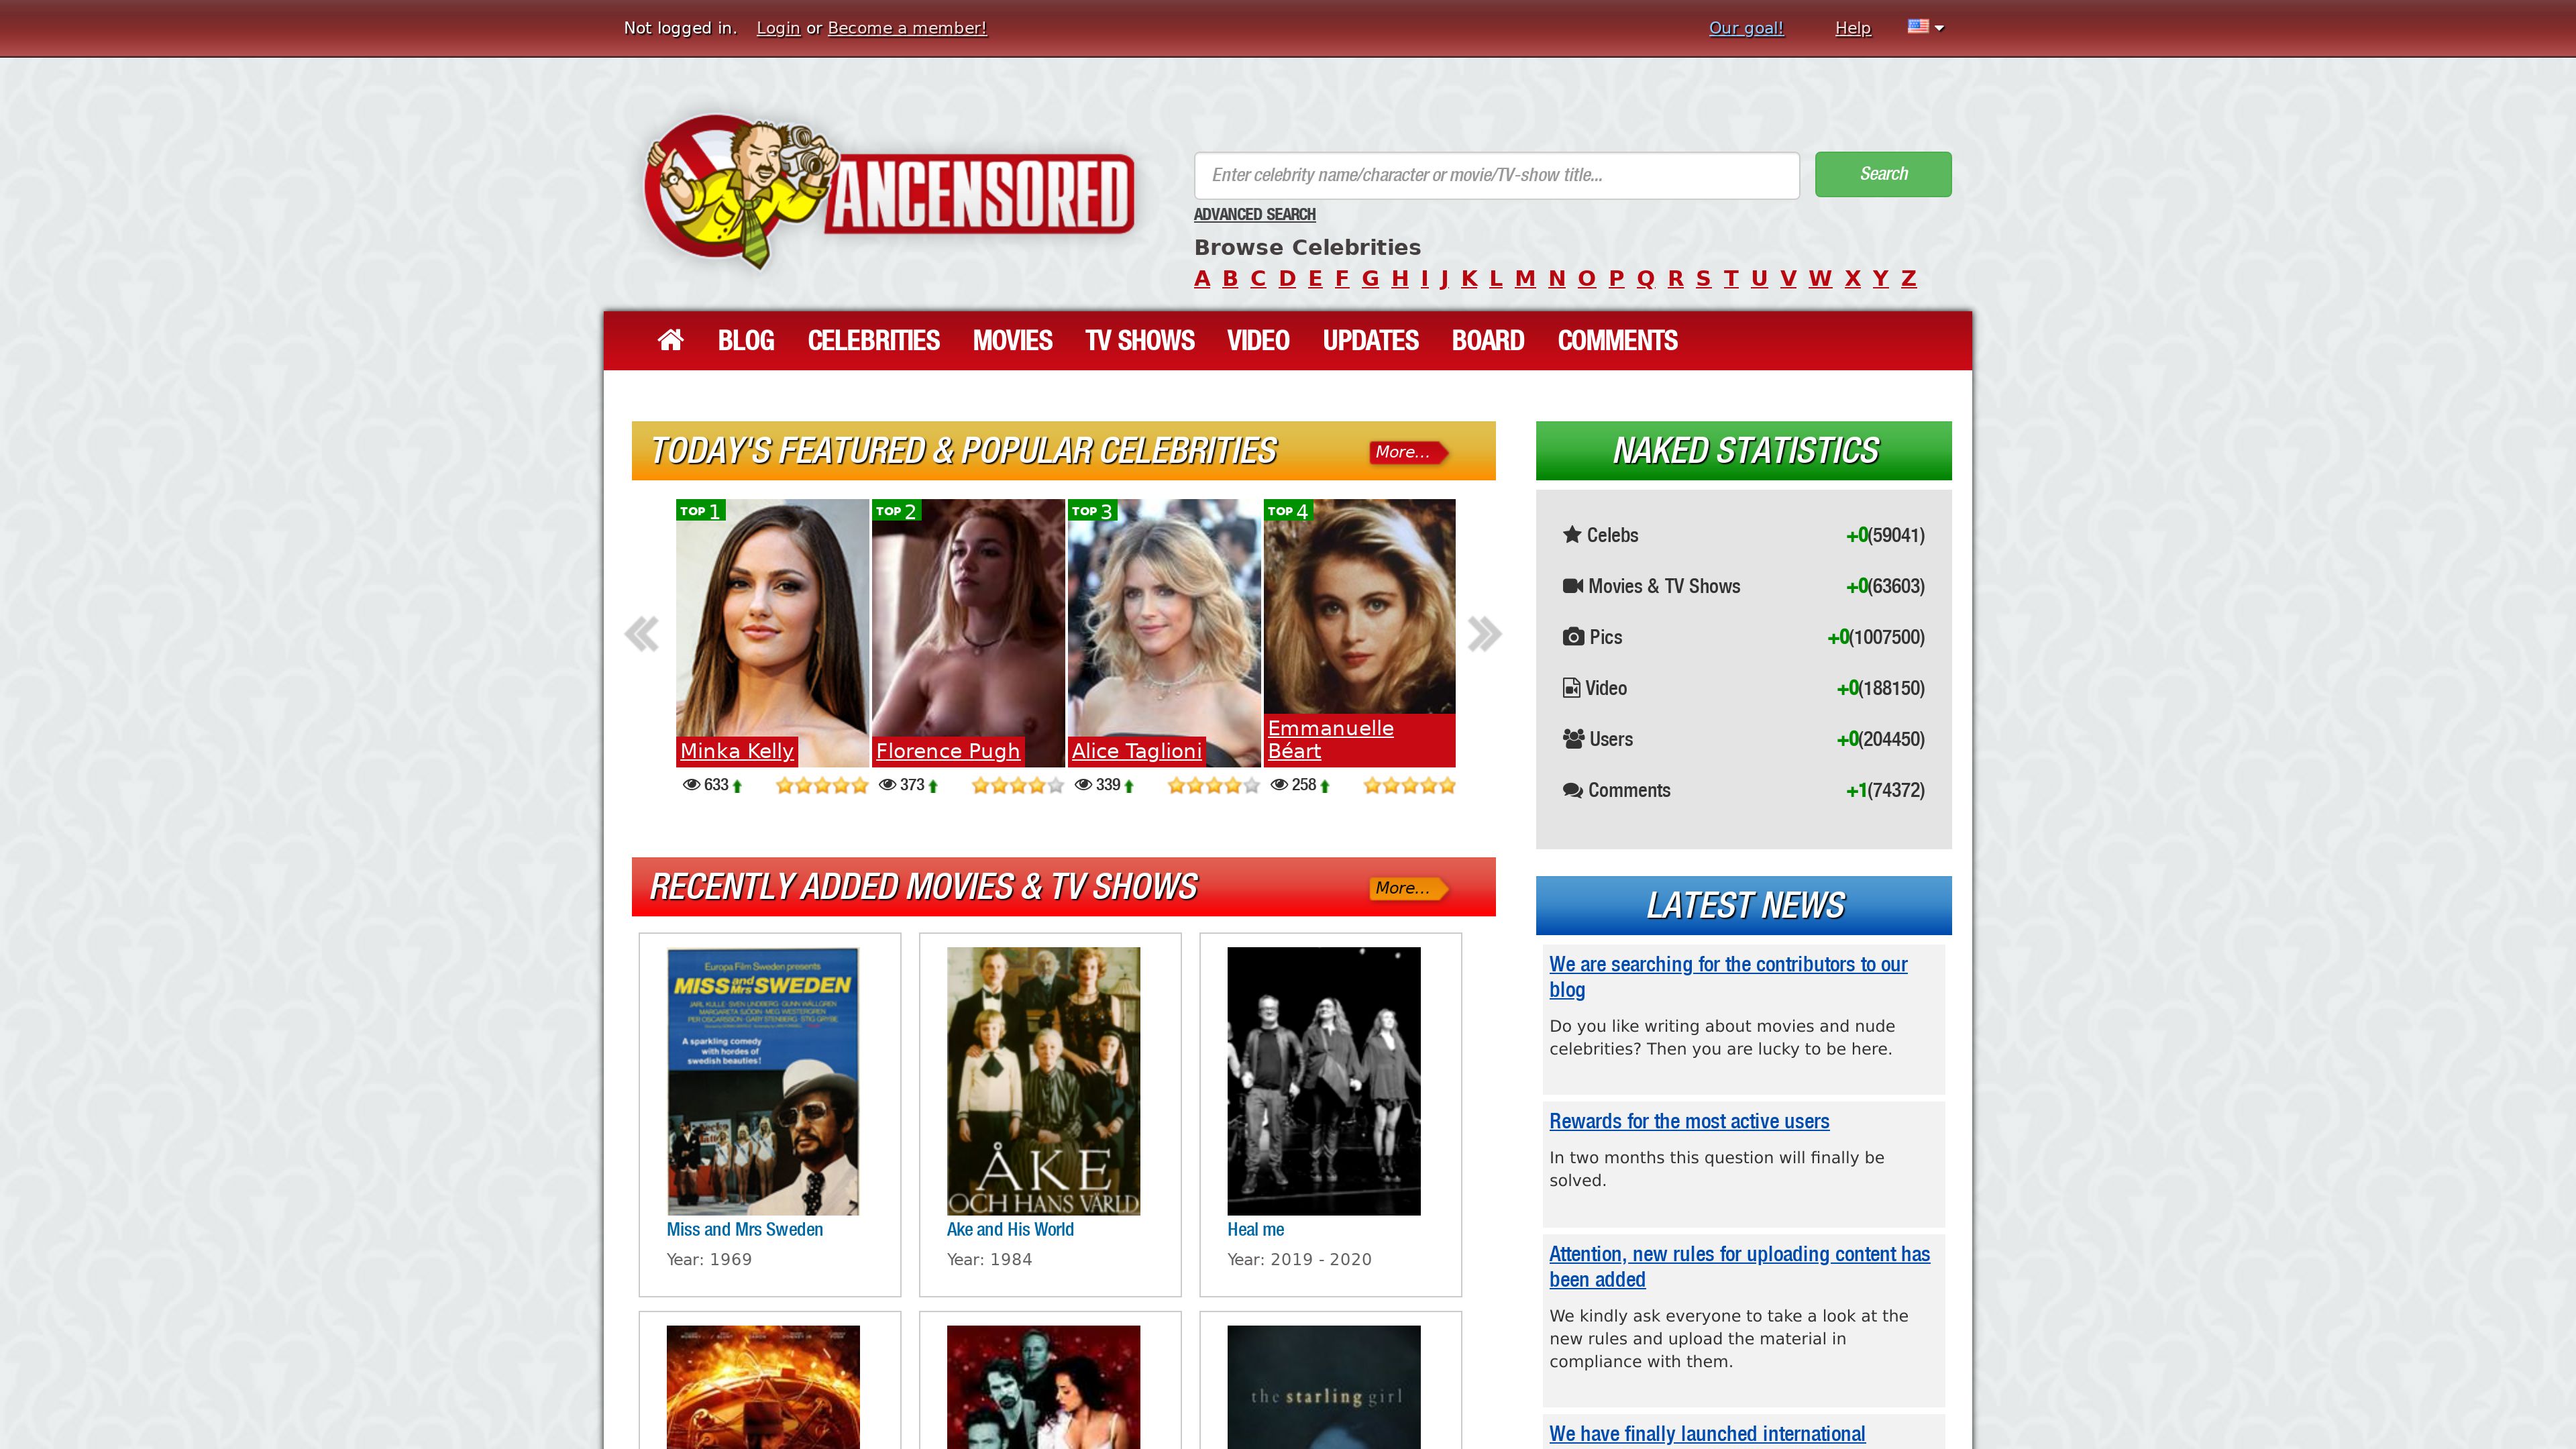 Not logged in. Login or Become a member!
Our goal! Help
ANCENSORED
Enter celebrity name/character or movie/TV-show title...
Search
ADVANCED SEARCH
Browse Celebrities
A B C D E F G H I J K L M N O P Q R S T U V W X Y Z
BLOG CELEBRITIES MOVIES TV SHOWS VIDEO UPDATES BOARD COMMENTS
TODAY'S FEATURED & POPULAR CELEBRITIES
More...
TOP 1
Minka Kelly
633
TOP 2
Florence Pugh
373
TOP 3
Alice Taglioni
339
TOP 4
Emmanuelle
Béart
258
NAKED STATISTICS
Celebs +0(59041)
Movies & TV Shows +0(63603)
Pics +0(1007500)
Video +0(188150)
Users +0(204450)
Comments +1(74372)
RECENTLY ADDED MOVIES & TV SHOWS
More...
Europa Film Sweden presents
MISS and Mrs SWEDEN
JARL KULLE SVEN LINDBERG GUNN WÄLLGREN
A sparkling comedy
with hordes of
swedish beauties!
Miss and Mrs Sweden
Year: 1969
ÅKE
OCH HANS VÄRLD
Ake and His World
Year: 1984
Heal me
Year: 2019 - 2020
the starling girl
LATEST NEWS
We are searching for the contributors to our
blog
Do you like writing about movies and nude
celebrities? Then you are lucky to be here.
Rewards for the most active users
In two months this question will finally be
solved.
Attention, new rules for uploading content has
been added
We kindly ask everyone to take a look at the
new rules and upload the material in
compliance with them.
We have finally launched international